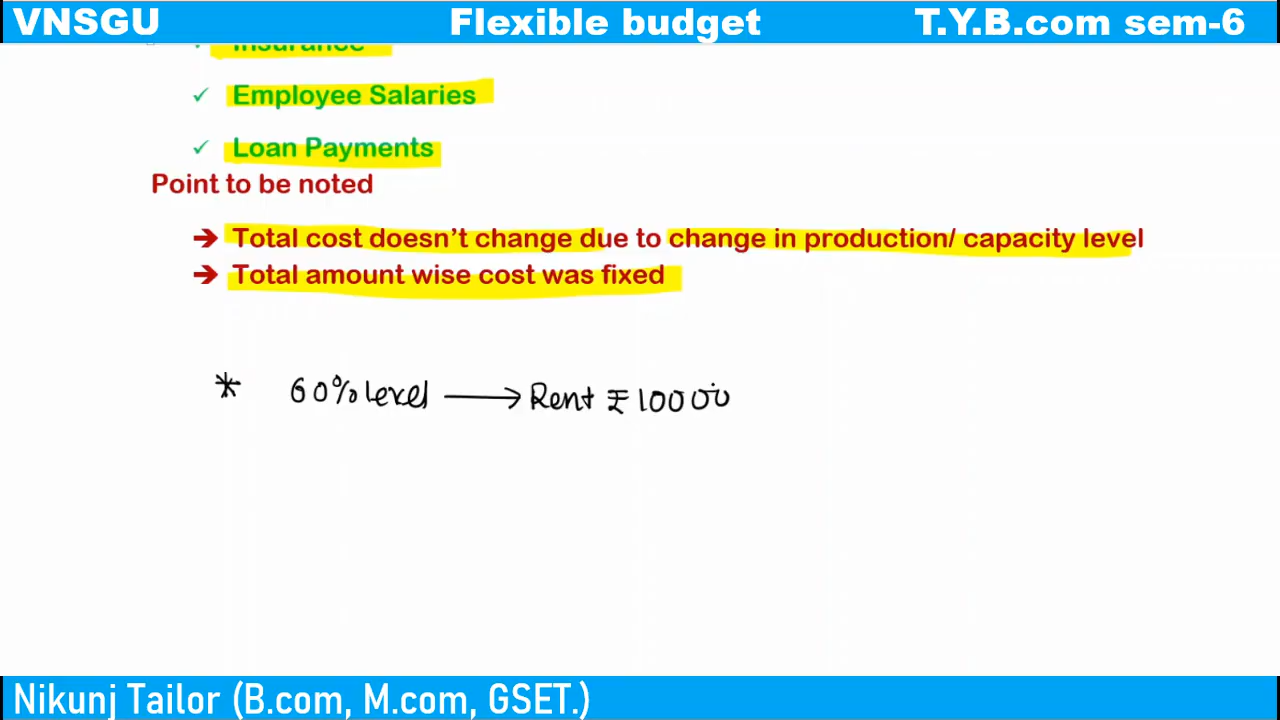 VNSGU Flexible budget T.Y.B.com sem-6
Insurance
✓ Employee Salaries
✓ Loan Payments
Point to be noted
➔ Total cost doesn't change due to change in production/ capacity level
➔ Total amount wise cost was fixed
* 60% level → Rent ₹10000
Nikunj Tailor (B.com, M.com, GSET.)